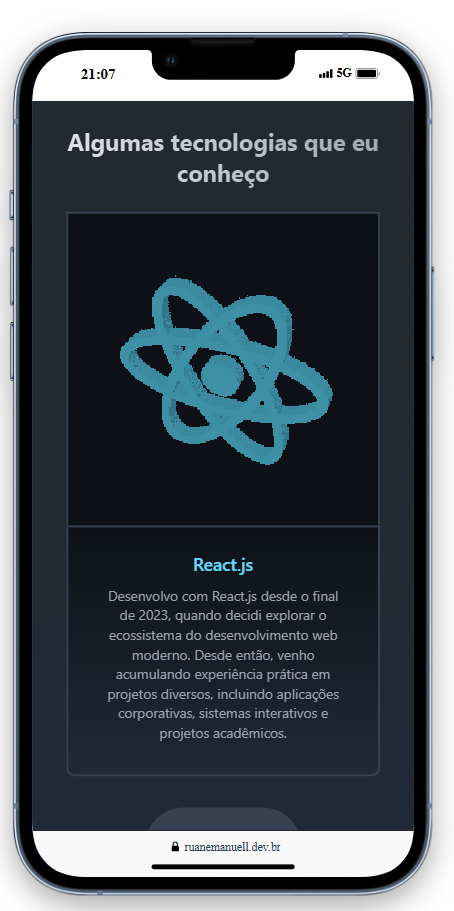 21:07
5G
Algumas tecnologias que eu
conheço
React.js
Desenvolvo com React.js desde o final
de 2023, quando decidi explorar o
ecossistema do desenvolvimento web
moderno. Desde então, venho
acumulando experiência prática em
projetos diversos, incluindo aplicações
corporativas, sistemas interativos e
projetos acadêmicos.
ruanemanuell.dev.br